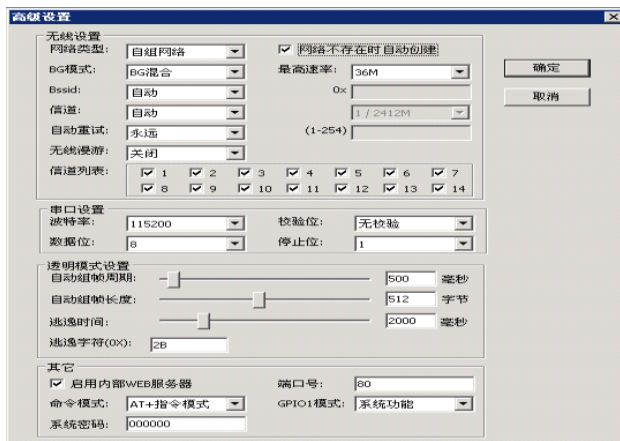 高级设置
无线设置
网络类型: 自组网络 网络不存在时自动创建
BG模式: BG混合 最高速率: 36M 确定
Bssid: 自动 0x 取消
信道: 自动 1 / 2412M
自动重试: 永远 (1-254)
无线漫游: 关闭
信道列表: 1 2 3 4 5 6 7
8 9 10 11 12 13 14
串口设置
波特率: 115200 校验位: 无校验
数据位: 8 停止位: 1
透明模式设置
自动组帧周期: 500 毫秒
自动组帧长度: 512 字节
逃逸时间: 2000 毫秒
逃逸字符(0X): 2B
其它
启用内部WEB服务器 端口号: 80
命令模式: AT+指令模式 GPIO1模式: 系统功能
系统密码: 000000